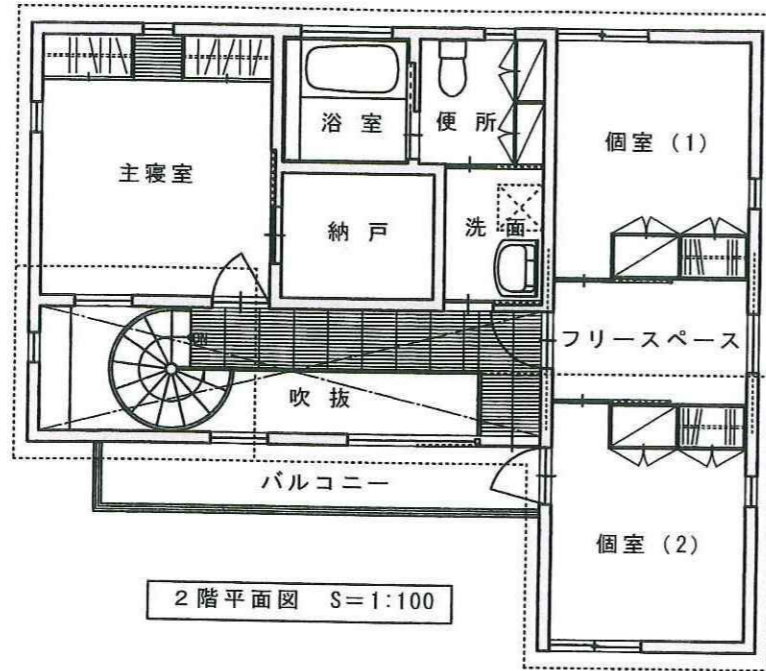 浴室
便所
個室 (1)
主寝室
納戸
洗面
DN
フリースペース
吹抜
バルコニー
個室 (2)
2階平面図 S=1:100